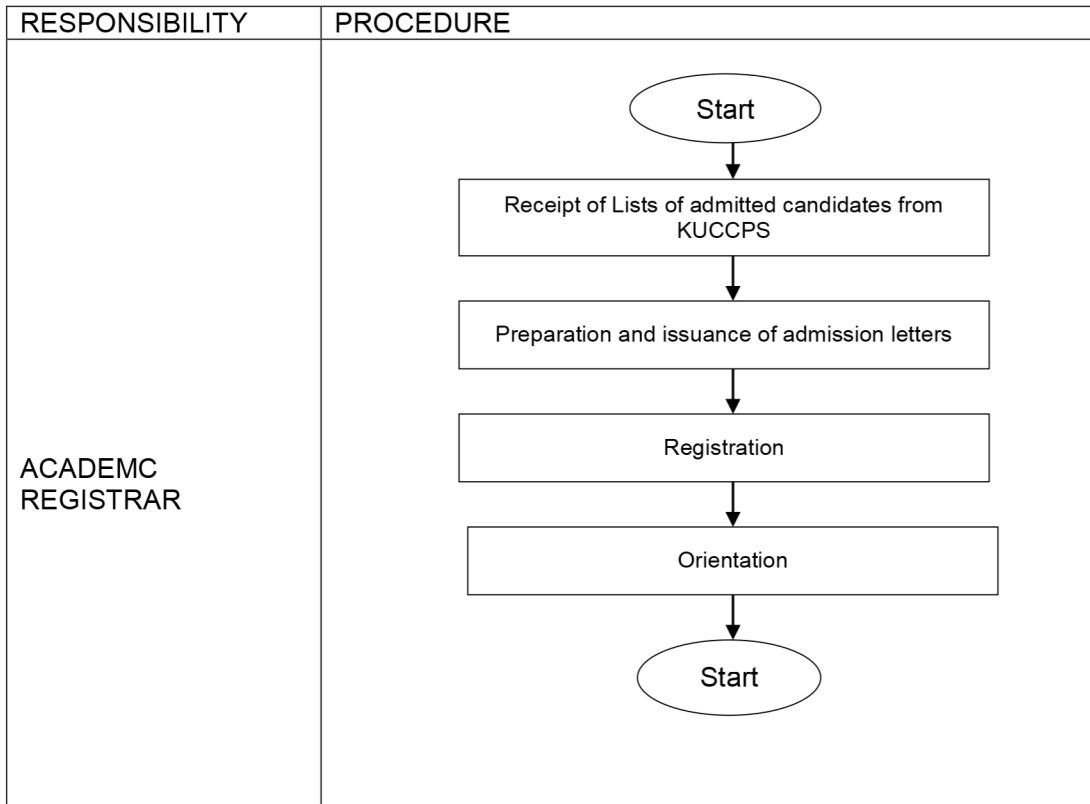 RESPONSIBILITY
PROCEDURE
Start
Receipt of Lists of admitted candidates from
KUCCPS
Preparation and issuance of admission letters
Registration
ACADEMC
REGISTRAR
Orientation
Start